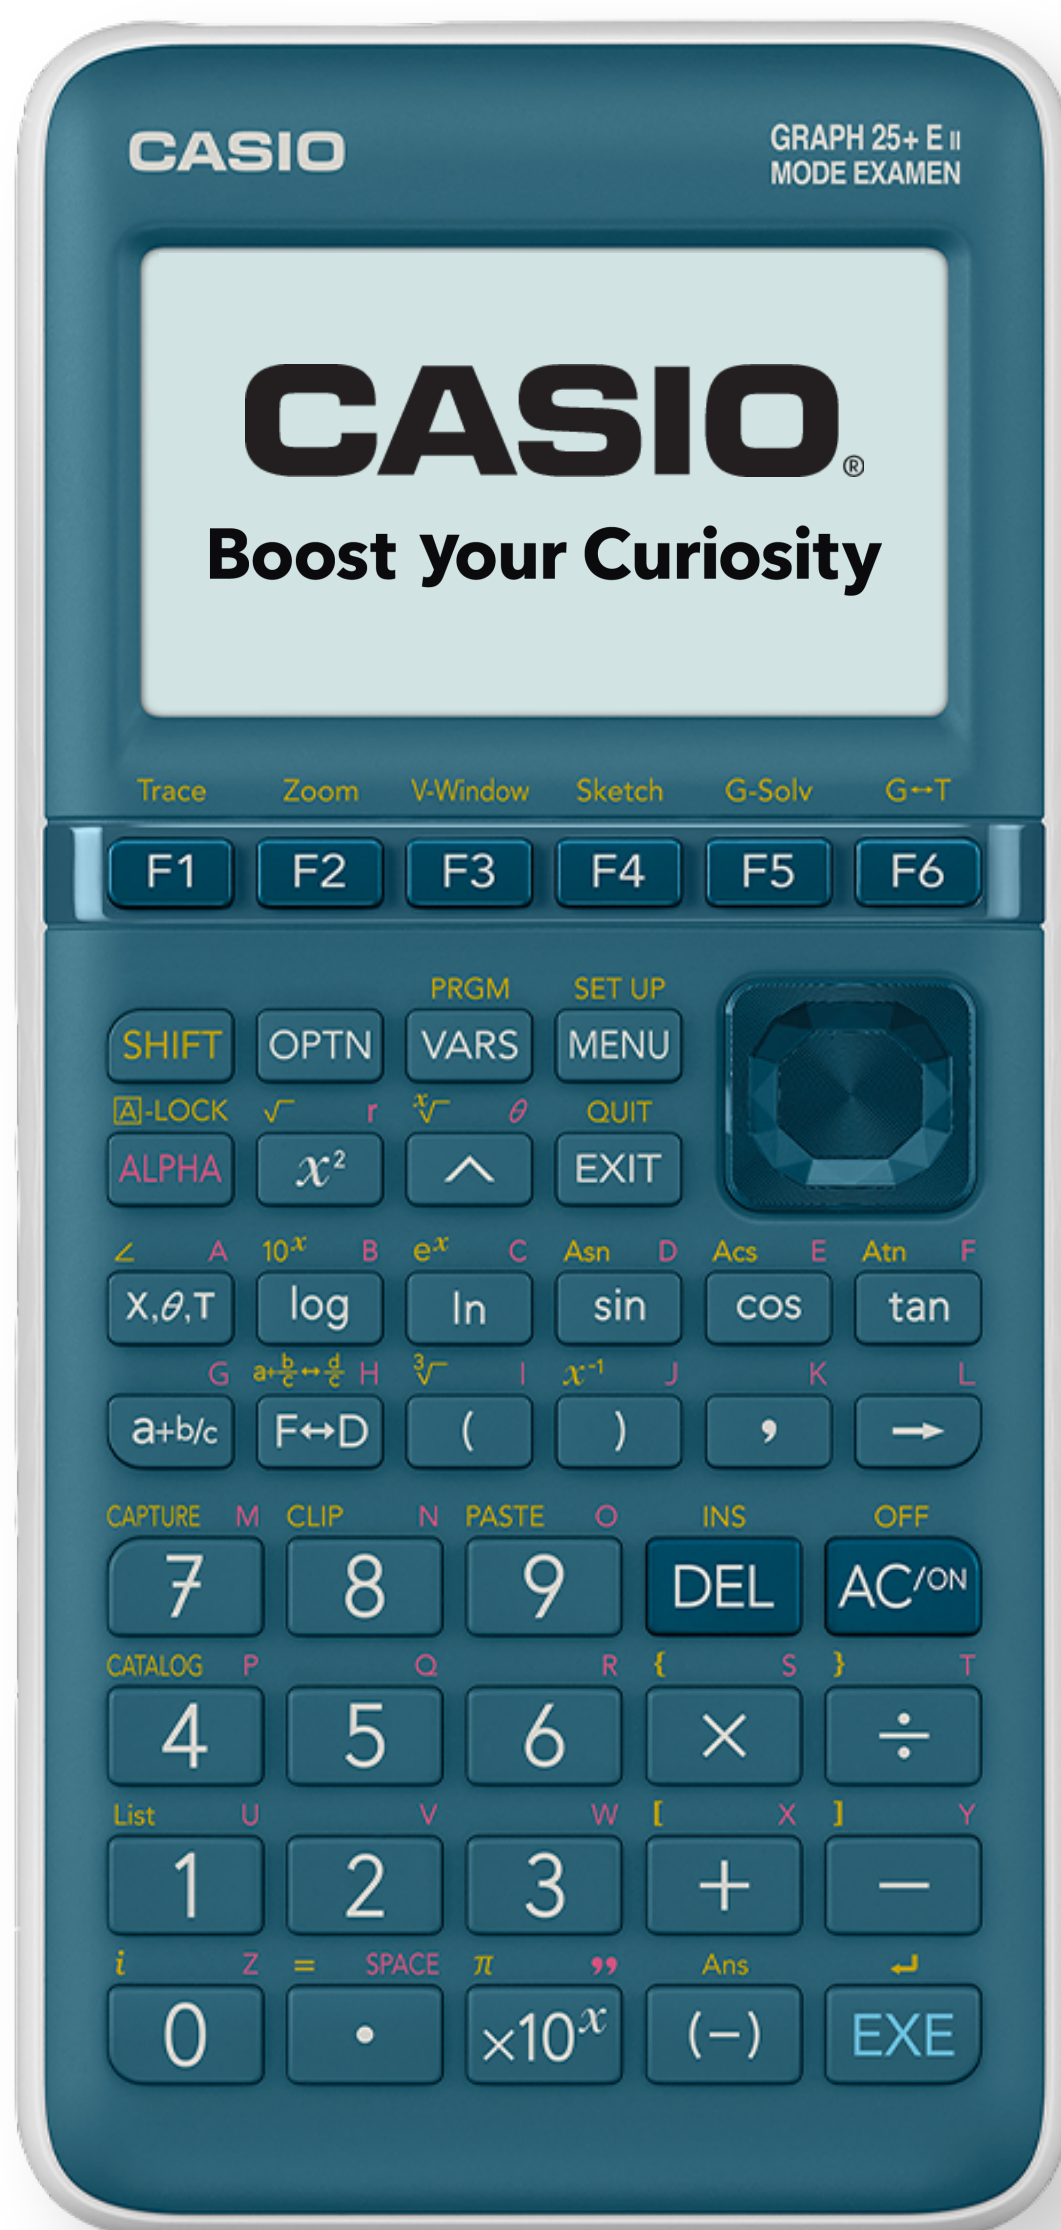 CASIO
GRAPH 25+ E II
MODE EXAMEN
CASIO®
Boost your Curiosity
Trace Zoom V-Window Sketch G-Solv G↔T
F1 F2 F3 F4 F5 F6
PRGM SET UP
SHIFT OPTN VARS MENU
A-LOCK √ r ˣ√ θ QUIT
ALPHA x² ^ EXIT
∠ A 10ˣ B eˣ C Asn D Acs E Atn F
X,θ,T log ln sin cos tan
G a+b/c↔d/c H ³√ I x⁻¹ J K L
a+b/c F↔D ( ) , →
CAPTURE M CLIP N PASTE O INS OFF
7 8 9 DEL AC/ON
CATALOG P Q R { S } T
4 5 6 × ÷
List U V W [ X ] Y
1 2 3 + −
i Z = SPACE π ” Ans ↵
0 • ×10ˣ (−) EXE